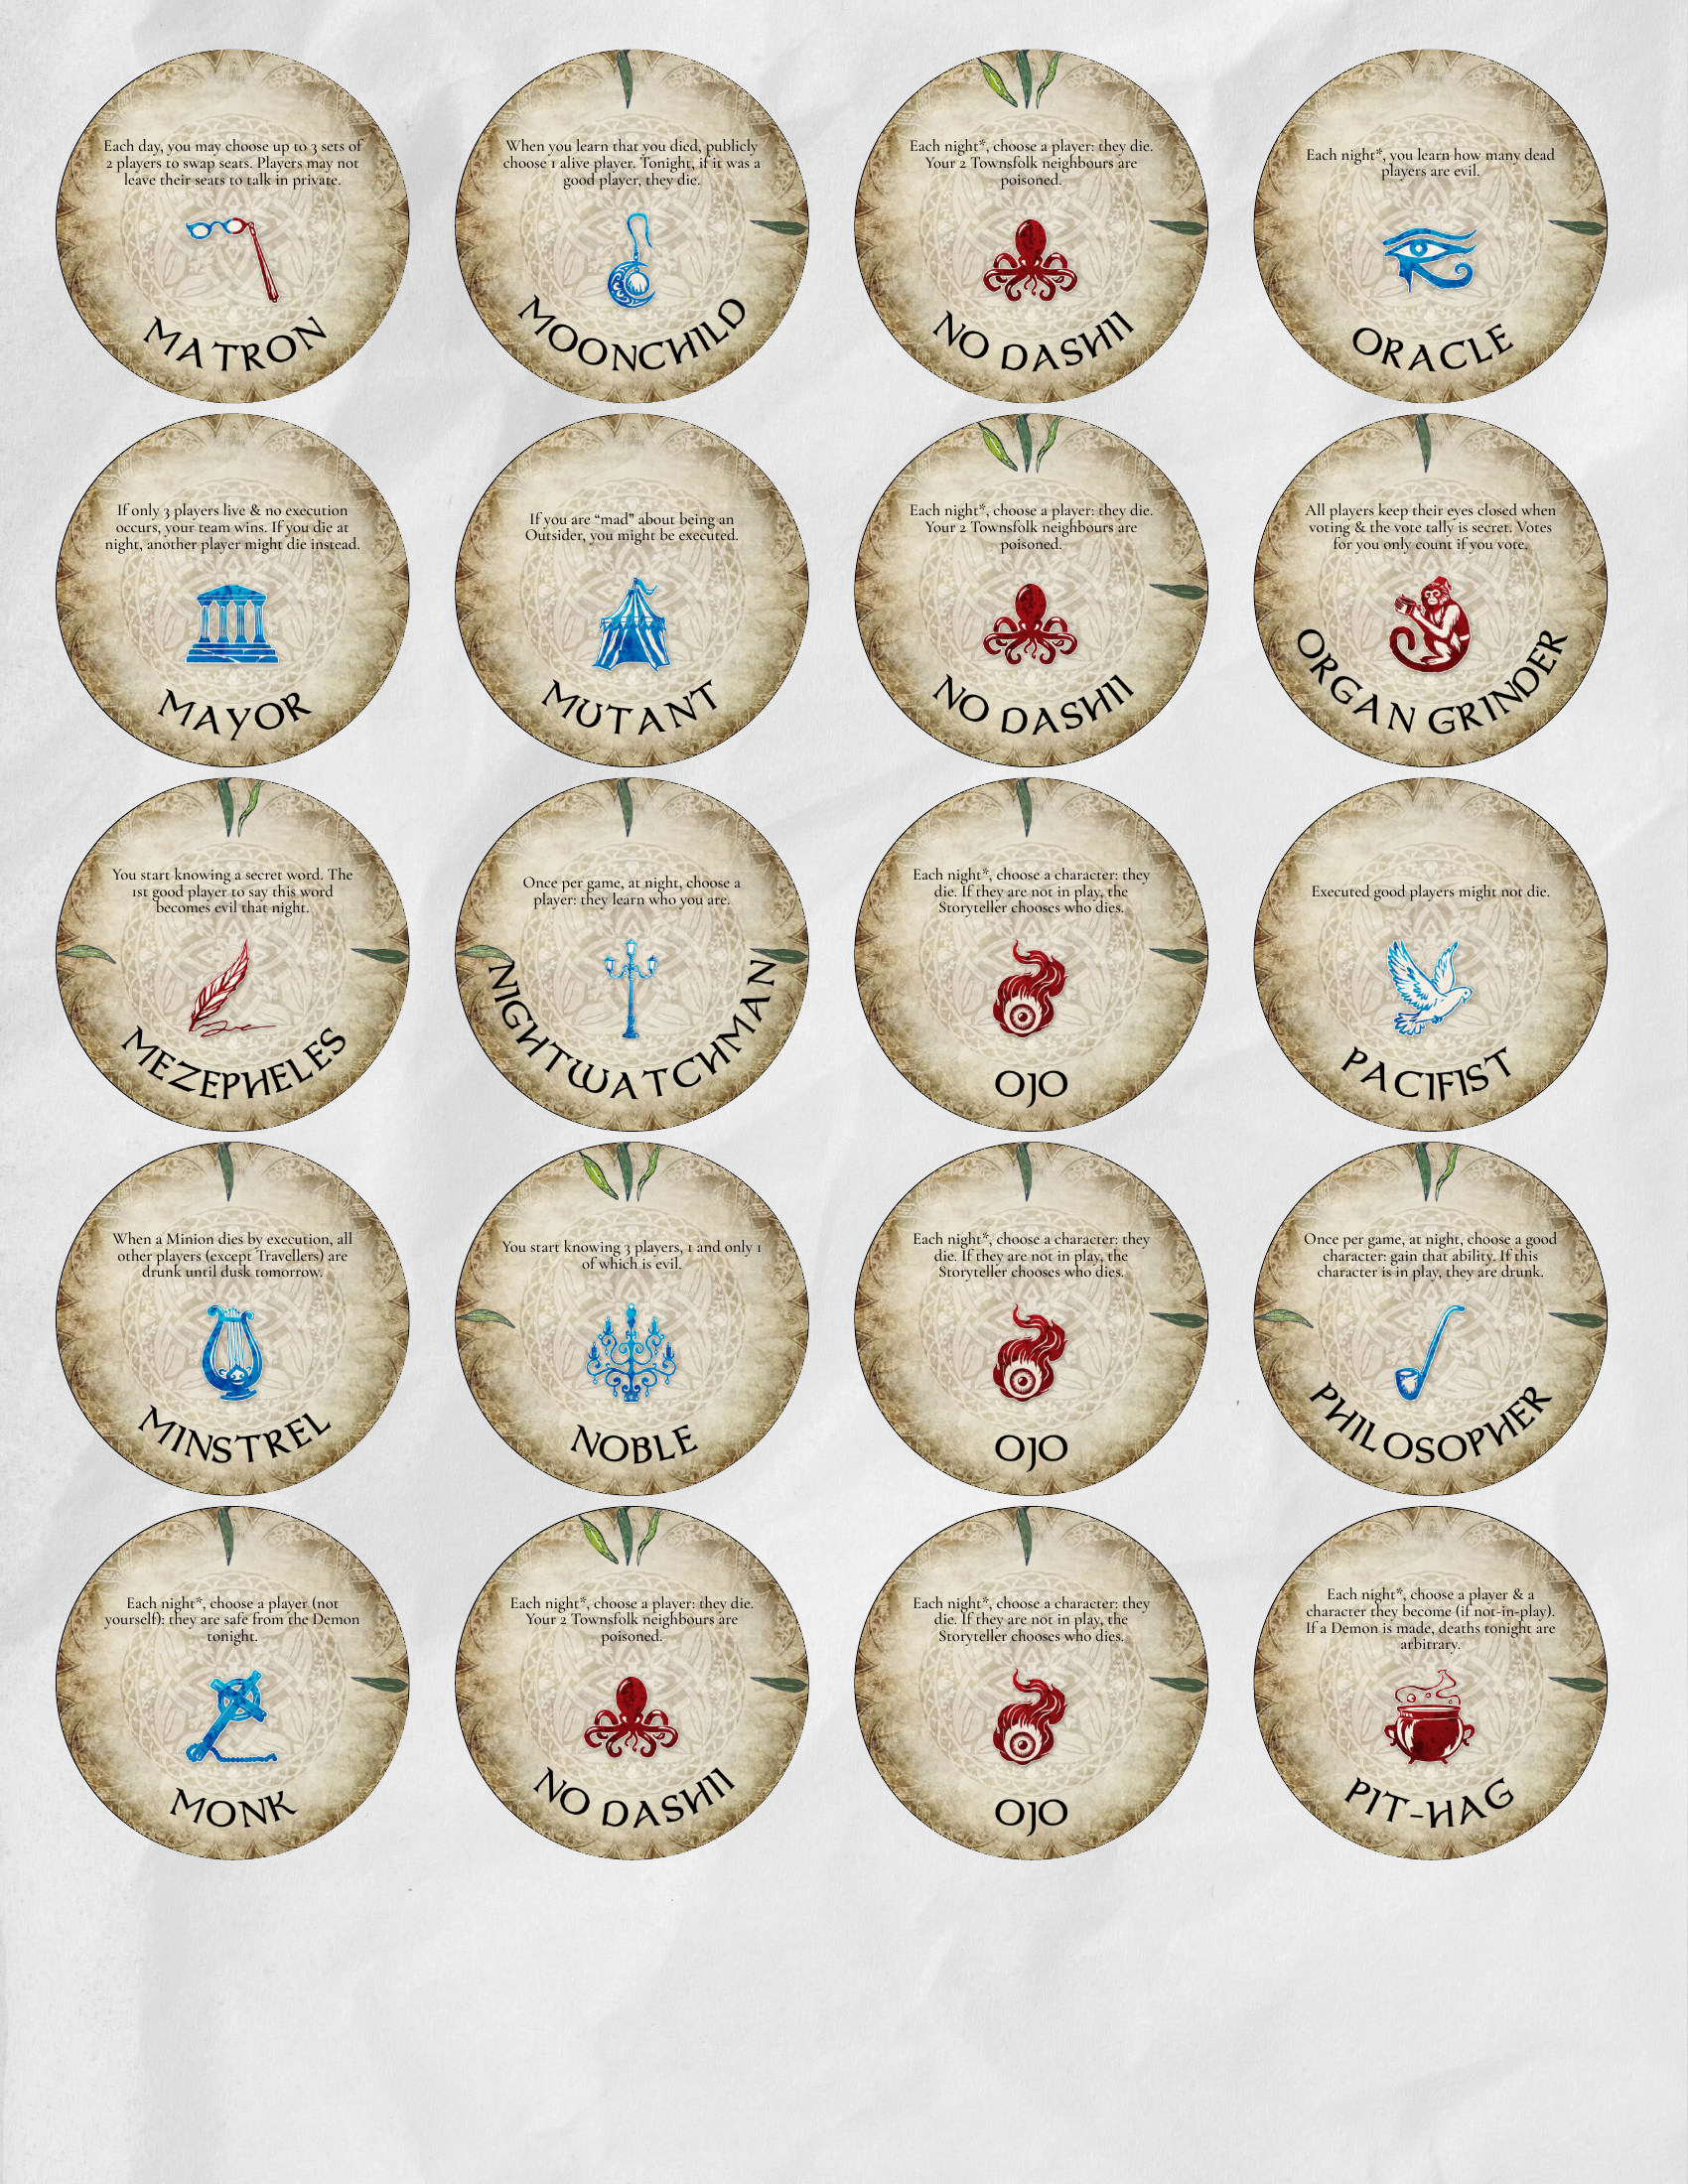 Each day, you may choose up to 3 sets of
2 players to swap seats. Players may not
leave their seats to talk in private.
MATRON
When you learn that you died, publicly
choose 1 alive player. Tonight, if it was a
good player, they die.
MOONCHILD
Each night*, choose a player: they die.
Your 2 Townsfolk neighbours are
poisoned.
NO DASHII
Each night*, you learn how many dead
players are evil.
ORACLE
If only 3 players live & no execution
occurs, your team wins. If you die at
night, another player might die instead.
MAYOR
If you are “mad” about being an
Outsider, you might be executed.
MUTANT
Each night*, choose a player: they die.
Your 2 Townsfolk neighbours are
poisoned.
NO DASHII
All players keep their eyes closed when
voting & the vote tally is secret. Votes
for you only count if you vote.
ORGAN GRINDER
You start knowing a secret word. The
1st good player to say this word
becomes evil that night.
MEZEPHELES
Once per game, at night, choose a
player: they learn who you are.
NIGHTWATCHMAN
Each night*, choose a character: they
die. If they are not in play, the
Storyteller chooses who dies.
OJO
Executed good players might not die.
PACIFIST
When a Minion dies by execution, all
other players (except Travellers) are
drunk until dusk tomorrow.
MINSTREL
You start knowing 3 players, 1 and only 1
of which is evil.
NOBLE
Each night*, choose a character: they
die. If they are not in play, the
Storyteller chooses who dies.
OJO
Once per game, at night, choose a good
character: gain that ability. If this
character is in play, they are drunk.
PHILOSOPHER
Each night*, choose a player (not
yourself): they are safe from the Demon
tonight.
MONK
Each night*, choose a player: they die.
Your 2 Townsfolk neighbours are
poisoned.
NO DASHII
Each night*, choose a character: they
die. If they are not in play, the
Storyteller chooses who dies.
OJO
Each night*, choose a player & a
character they become (if not-in-play).
If a Demon is made, deaths tonight are
arbitrary.
PIT-HAG